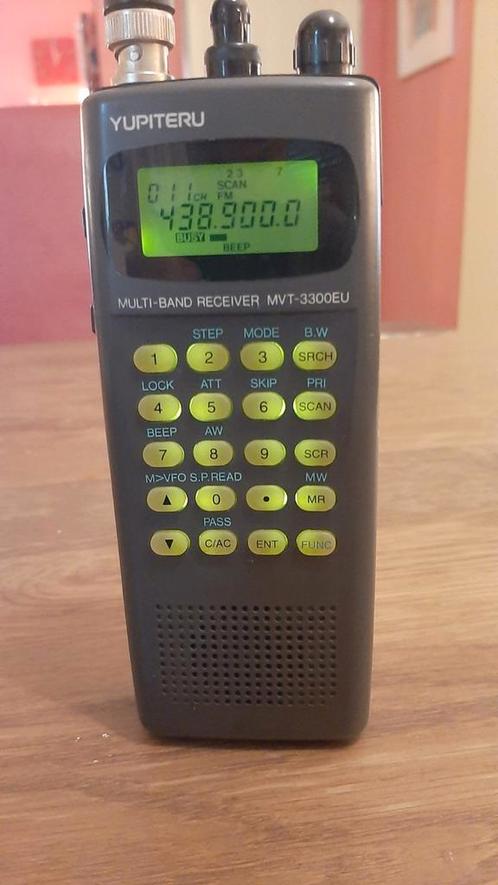 YUPITERU
23 7
SCAN
011CH FM
438.900.0
BUSY
BEEP
MULTI-BAND RECEIVER MVT-3300EU
STEP MODE B.W
1 2 3 SRCH
LOCK ATT SKIP PRI
4 5 6 SCAN
BEEP AW
7 8 9 SCR
M>VFO S.P.READ MW
▲ 0 • MR
PASS
▼ C/AC ENT FUNC